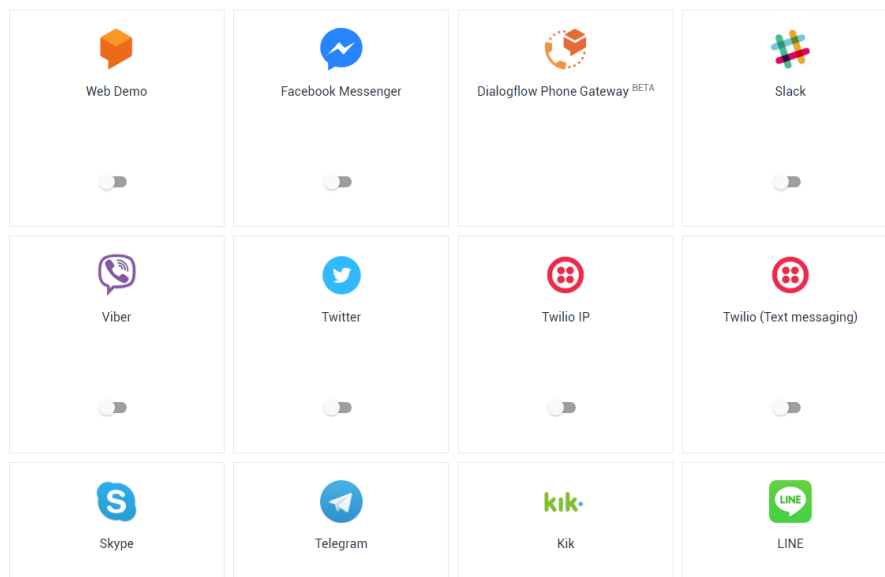 Web Demo
Facebook Messenger
Dialogflow Phone Gateway BETA
Slack
Viber
Twitter
Twilio IP
Twilio (Text messaging)
S
kik
LINE
Skype
Telegram
Kik
LINE